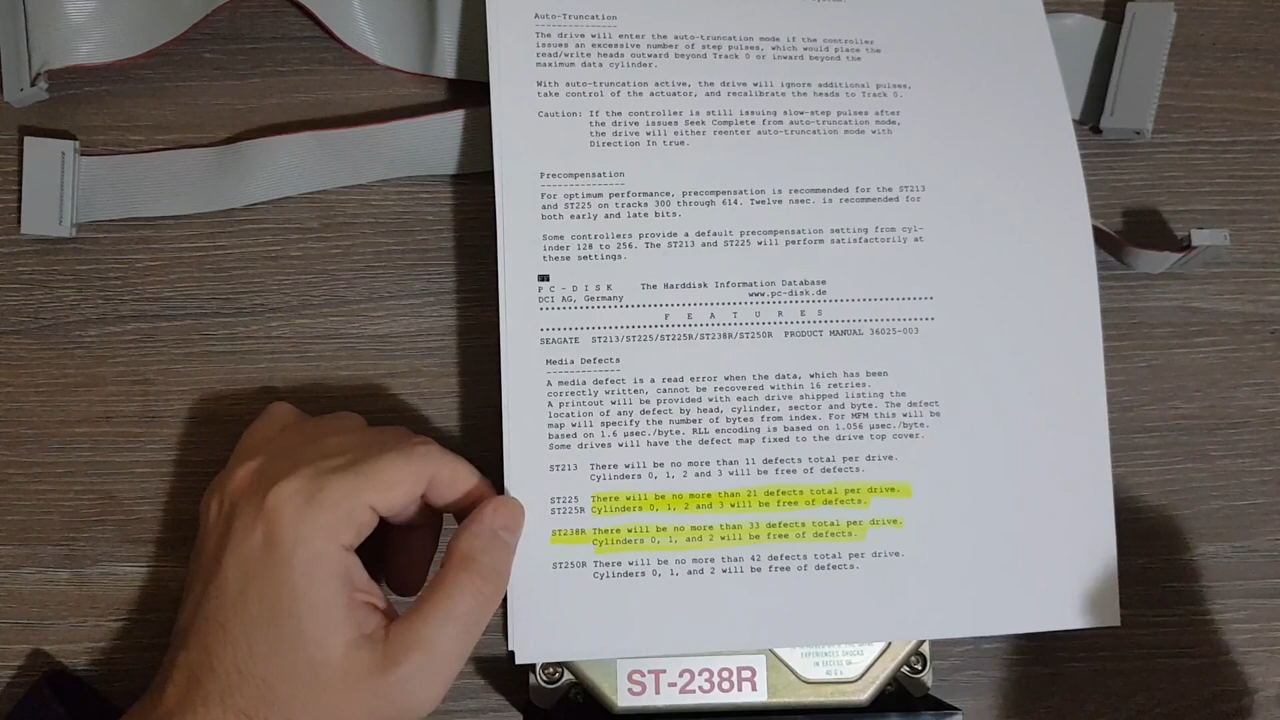 System.
Auto-Truncation
---------------
The drive will enter the auto-truncation mode if the controller
issues an excessive number of step pulses, which would place the
read/write heads outward beyond Track 0 or inward beyond the
maximum data cylinder.
With auto-truncation active, the drive will ignore additional pulses,
take control of the actuator, and recalibrate the heads to Track 0.
Caution: If the controller is still issuing slow-step pulses after
the drive issues Seek Complete from auto-truncation mode,
the drive will either reenter auto-truncation mode with
Direction In true.
Precompensation
---------------
For optimum performance, precompensation is recommended for the ST213
and ST225 on tracks 300 through 614. Twelve nsec. is recommended for
both early and late bits.
Some controllers provide a default precompensation setting from cyl-
inder 128 to 256. The ST213 and ST225 will perform satisfactorily at
these settings.
PC-DISK The Harddisk Information Database
DCI AG, Germany www.pc-disk.de
FEATURES
SEAGATE ST213/ST225/ST225R/ST238R/ST250R PRODUCT MANUAL 36025-003
Media Defects
-------------
A media defect is a read error when the data, which has been
correctly written, cannot be recovered within 16 retries.
A printout will be provided with each drive shipped listing the
location of any defect by head, cylinder, sector and byte. The defect
map will specify the number of bytes from index. For MFM this will be
based on 1.6 µsec./byte. RLL encoding is based on 1.056 µsec./byte.
Some drives will have the defect map fixed to the drive top cover.
ST213 There will be no more than 11 defects total per drive.
Cylinders 0, 1, 2 and 3 will be free of defects.
ST225 There will be no more than 21 defects total per drive.
ST225R Cylinders 0, 1, 2 and 3 will be free of defects.
ST238R There will be no more than 33 defects total per drive.
Cylinders 0, 1, and 2 will be free of defects.
ST250R There will be no more than 42 defects total per drive.
Cylinders 0, 1, and 2 will be free of defects.
EXPERIENCES SHOCKS
IN EXCESS OF
40 G's
ST-238R